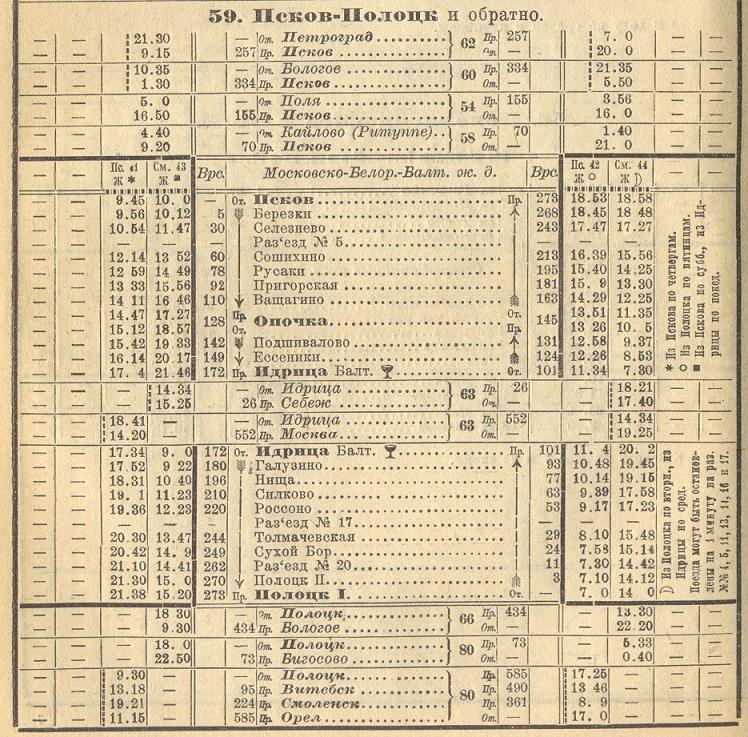 59. Псков-Полоцк и обратно.
— — 21.30 — От. Петроград 62 Пр. 257 — 7. 0 — — —
— — 9.15 — 257 Пр. Псков От. — — 20. 0 — — —
— — 10.35 — — От. Бологое 60 Пр. 334 — 21.35 — —
— — 1.30 — 334 Пр. Псков От. — — 5.50 — —
— — 5. 0 — — От. Поля 54 Пр. 155 — 3.56 — —
— — 16.50 — 155 Пр. Псков От. — — 16. 0 — —
— — 4.40 — — От. Кайлово (Ритуппе) 58 Пр. 70 — 1.40 — —
— — 9.20 — 70 Пр. Псков От. — — 21. 0 — —
Пс. 41 Ж * См. 43 Ж ■ Врс. Московско-Белор.-Валт. ж. д. Врс. Пс. 42 Ж О См. 44 Ж )
— — 9.45 10. 0 — От. Псков Пр. 273 18.53 18.58
— — 9.56 10.12 5 Березки 268 18.45 18 48
— — 10.54 11.47 30 Селезнево 243 17.47 17.27
— — — — — Раз‘езд № 5 — — —
— — 12.14 13 52 60 Сошихино 213 16.39 15.56
— — 12 59 14 49 78 Русаки 195 15.40 14.25
— — 13 33 15.56 92 Пригорская 181 15. 9 13.30
— — 14 11 16 46 110 Ващагино 163 14.29 12.25
— — 14.47 17.27 128 Пр. Опочка От. 145 13.51 11.35
— — 15.12 18.57 От. Пр. 13 26 10. 5
— — 15.42 19.33 142 Подшивалово 131 12.58 9.37
— — 16.14 20.17 149 Ессеники 124 12.26 8.53
— — 17. 4 21.46 172 Пр. Идрица Балт. От. 101 11.34 7.30
* Из Пскова по четвергам.
О Из Полоцка по пятницам.
■ Из Пскова по субб., из Идрицы по понед.
— — — 14.34 — От. Идрица 63 Пр. 26 — 18.21 — —
— — — 15.25 26 Пр. Себеж От. — — 17.40 — —
— — 18.41 — — От. Идрица 63 Пр. 552 — 14.34 — —
— — 14.20 — 552 Пр. Москва От. — — 19.25 — —
— — 17.34 9. 0 172 От. Идрица Балт. Пр. 101 11. 4 20. 2
— — 17.52 9 22 180 Галузино 93 10.48 19.45
— — 18.31 10 40 196 Нища 77 10.14 19.15
— — 19. 1 11.23 210 Силково 63 9.39 17.58
— — 19.36 12.23 220 Россоно 53 9.17 17.23
— — — — — Раз‘езд № 17 — — —
— — 20.30 13.47 244 Толмачевская 29 8.10 15.48
— — 20.42 14. 9 249 Сухой Бор 24 7.58 15.14
— — 21.10 14.41 262 Раз‘езд № 20 11 7.30 14.42
— — 21.30 15. 0 270 Полоцк II 3 7.10 14.12
— — 21.38 15.20 273 Пр. Полоцк I. От. — 7. 0 14 0
) Из Полоцка по вторн., из Идрицы по сред.
Поезда могут быть остановлены на 1 минуту на раз. №№ 4, 5, 11, 13, 14, 16 и 17.
— — — 18 30 — От. Полоцк 66 Пр. 434 — 13.30 — —
— — — 9.30 434 Пр. Бологое От. — — 22.20 — —
— — — 18. 0 — От. Полоцк 80 Пр. 73 — 5.33 — —
— — — 22.50 73 Пр. Бигосово От. — — 0.40 — —
— — 9.30 — — От. Полоцк 80 Пр. 585 17.25 — — —
— — 13.18 — 95 Пр. Витебск Пр. 490 13 46 — — —
— — 19.21 — 224 Пр. Смоленск Пр. 361 8. 9 — — —
— — 11.15 — 585 Пр. Орел От. — 17. 0 — — —